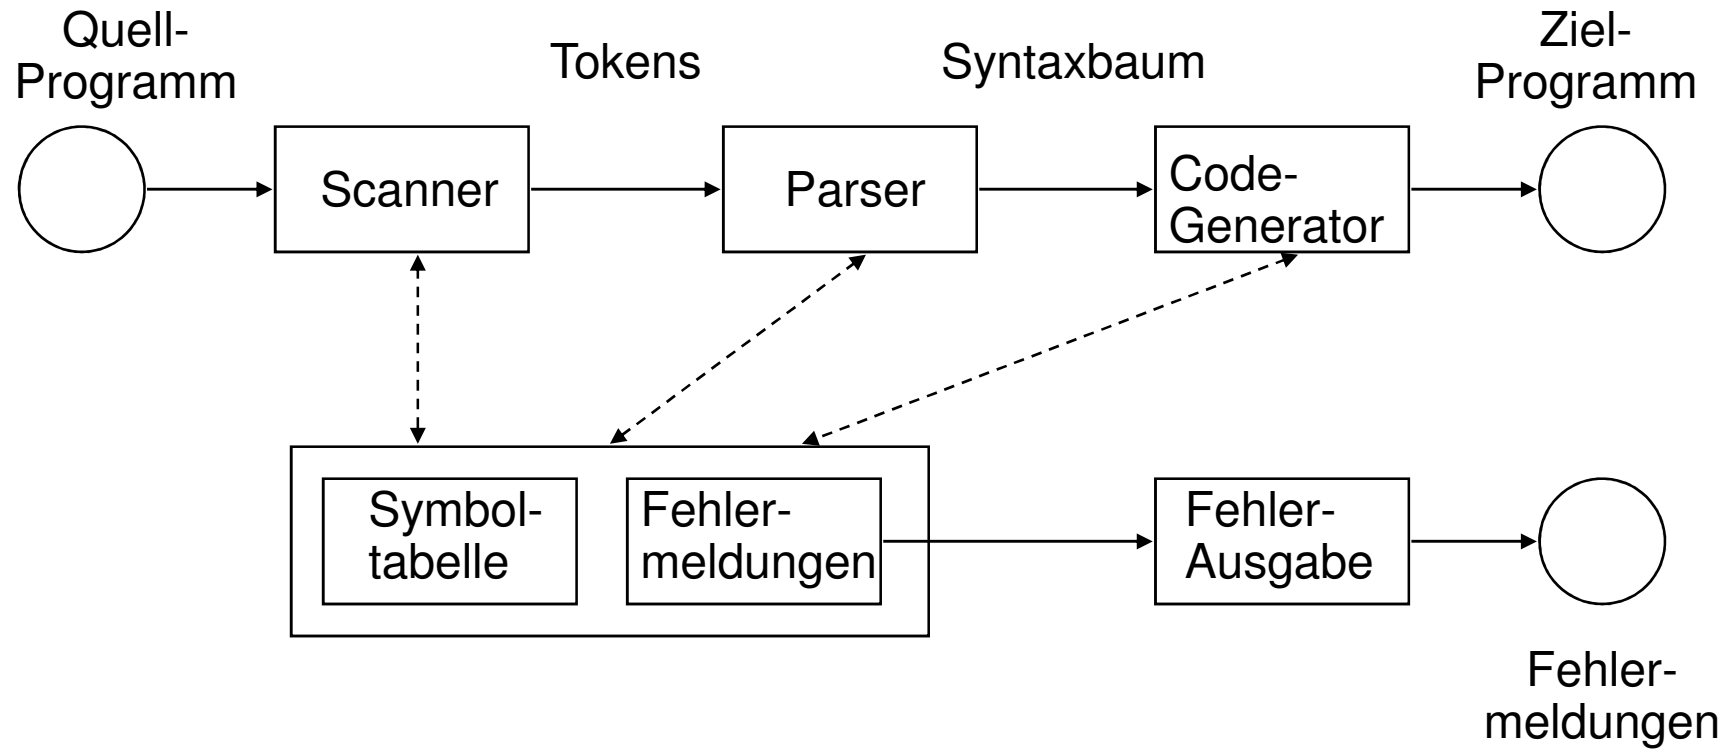 Quell-
Programm
Tokens
Syntaxbaum
Ziel-
Programm
Scanner
Parser
Code-
Generator
Symbol-
tabelle
Fehler-
meldungen
Fehler-
Ausgabe
Fehler-
meldungen